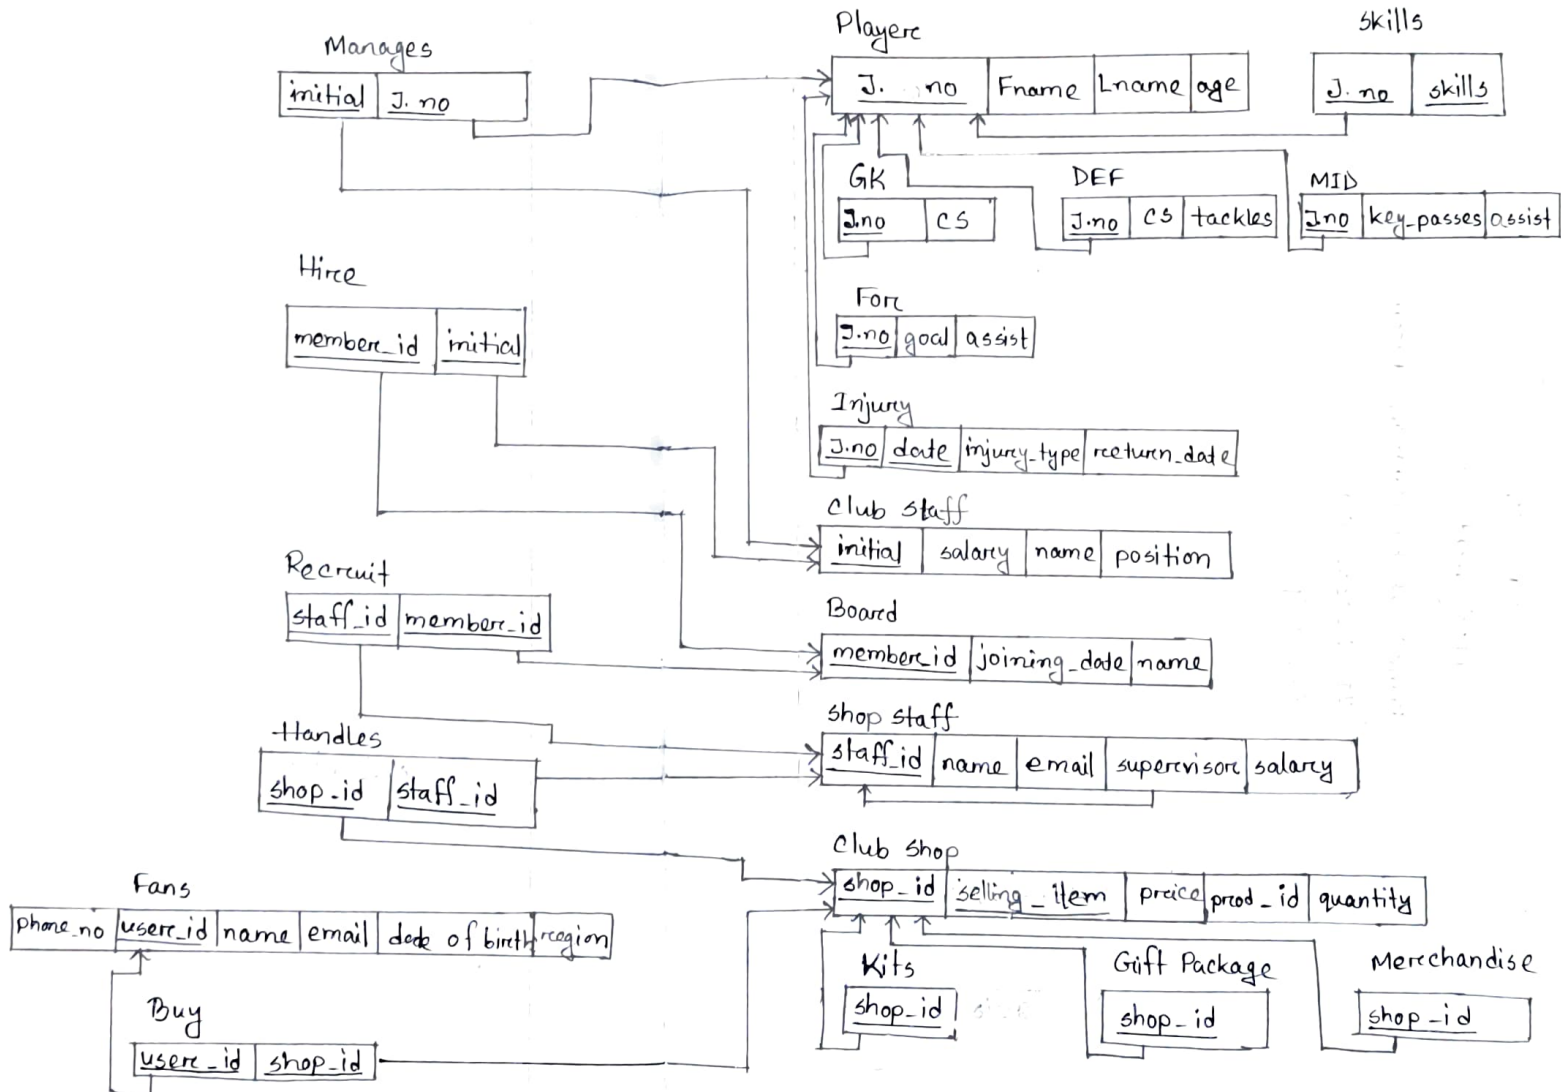 Manages
initial J. no
Player
J. no Fname Lname age
Skills
J. no skills
GK
J.no CS
DEF
J.no CS tackles
MID
J.no key_passes assist
Hire
member_id initial
For
J.no goal assist
Injury
J.no date injury_type return_date
Club staff
initial salary name position
Recruit
staff_id member_id
Board
member_id joining_date name
Shop staff
staff_id name email supervisor salary
Handles
shop_id staff_id
Club shop
shop_id selling_item price prod_id quantity
Fans
phone_no user_id name email date of birth region
Kits
shop_id
Gift Package
shop_id
Merchandise
shop_id
Buy
user_id shop_id